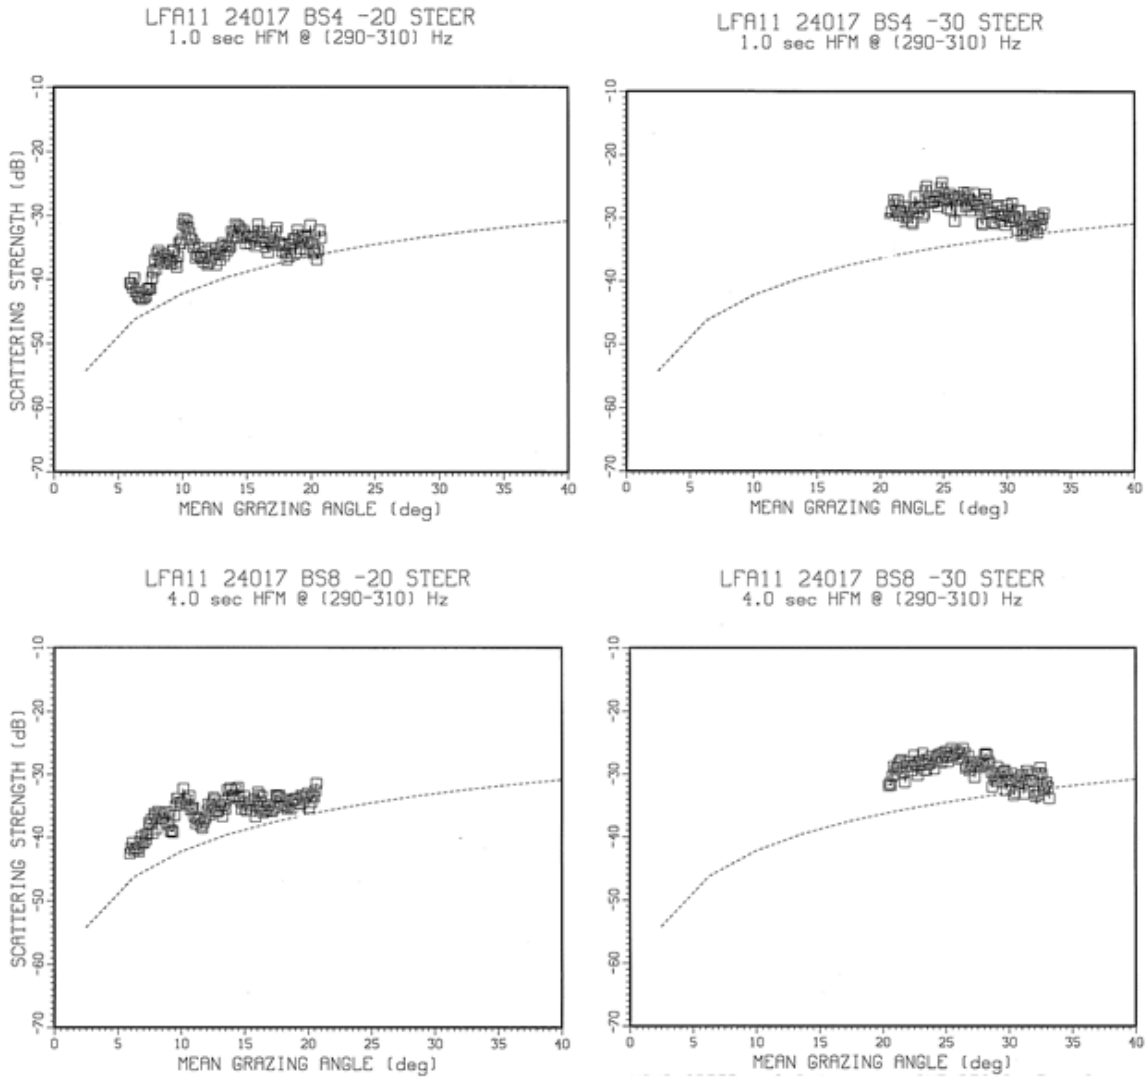 LFA11 24017 BS4 -20 STEER
1.0 sec HFM @ (290-310) Hz
SCATTERING STRENGTH (dB)
-10
-20
-30
-40
-50
-60
-70
0 5 10 15 20 25 30 35 40
MEAN GRAZING ANGLE (deg)
LFA11 24017 BS4 -30 STEER
1.0 sec HFM @ (290-310) Hz
-10
-20
-30
-40
-50
-60
-70
0 5 10 15 20 25 30 35 40
MEAN GRAZING ANGLE (deg)
LFA11 24017 BS8 -20 STEER
4.0 sec HFM @ (290-310) Hz
SCATTERING STRENGTH (dB)
-10
-20
-30
-40
-50
-60
-70
0 5 10 15 20 25 30 35 40
MEAN GRAZING ANGLE (deg)
LFA11 24017 BS8 -30 STEER
4.0 sec HFM @ (290-310) Hz
-10
-20
-30
-40
-50
-60
-70
0 5 10 15 20 25 30 35 40
MEAN GRAZING ANGLE (deg)